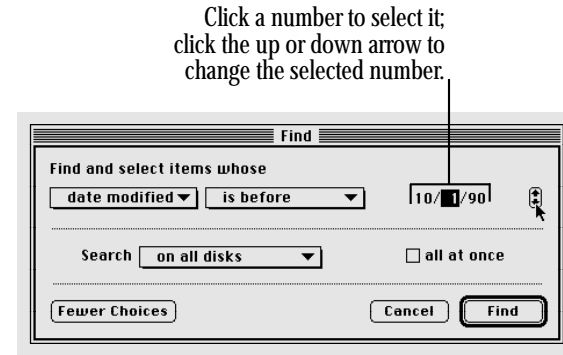 Click a number to select it;
click the up or down arrow to
change the selected number.
Find
Find and select items whose
date modified is before 10/ 1/90
Search on all disks all at once
Fewer Choices Cancel Find